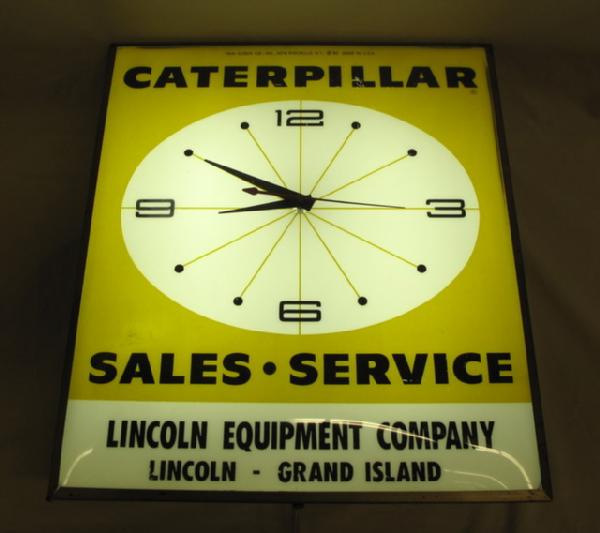 CATERPILLAR
12
9 3
6
SALES • SERVICE
LINCOLN EQUIPMENT COMPANY
LINCOLN - GRAND ISLAND